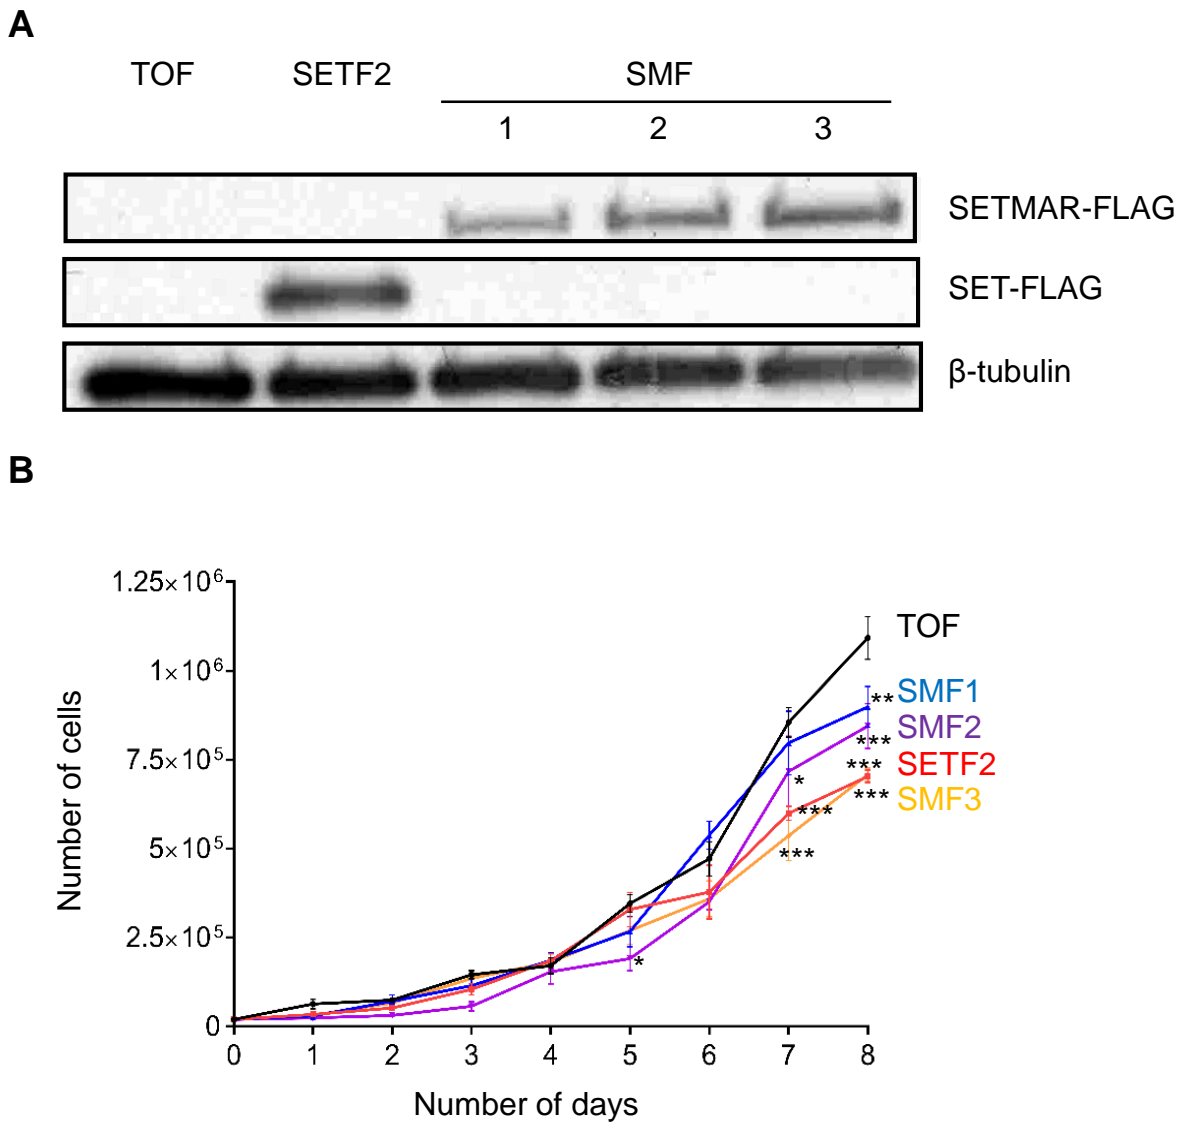 A
TOF SETF2 SMF
1 2 3
SETMAR-FLAG
SET-FLAG
β-tubulin
B
1.25×10⁶
1×10⁶
7.5×10⁵
5×10⁵
2.5×10⁵
0
Number of cells
TOF
** SMF1
*** SMF2
*** SETF2
*** SMF3
*
***
***
*
0 1 2 3 4 5 6 7 8
Number of days